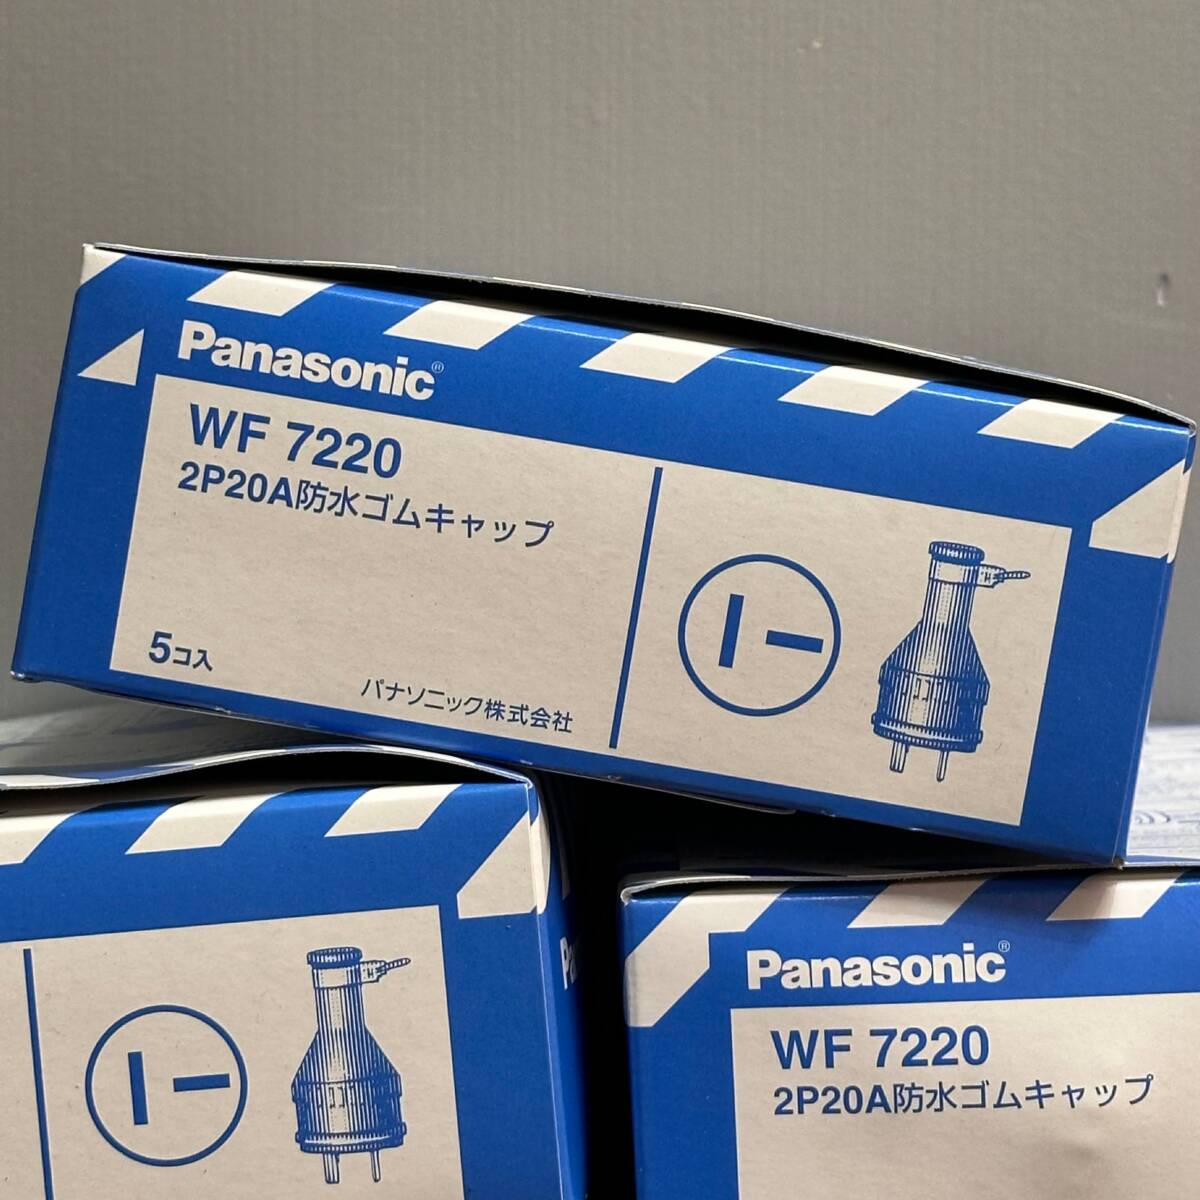 Panasonic®
WF 7220
2P20A防水ゴムキャップ
5コ入
パナソニック株式会社
Pa
Panasonic®
WF 7220
2P20A防水ゴムキャップ